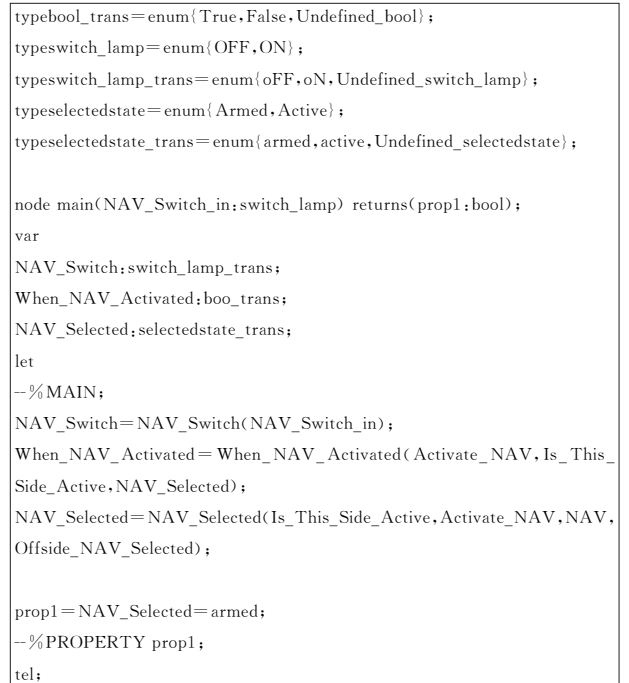 typebool_trans=enum{True,False,Undefined_bool};
typeswitch_lamp=enum{OFF,ON};
typeswitch_lamp_trans=enum{oFF,oN,Undefined_switch_lamp};
typeselectedstate=enum{Armed,Active};
typeselectedstate_trans=enum{armed,active,Undefined_selectedstate};
node main(NAV_Switch_in:switch_lamp) returns(prop1:bool);
var
NAV_Switch:switch_lamp_trans;
When_NAV_Activated:boo_trans;
NAV_Selected:selectedstate_trans;
let
--%MAIN;
NAV_Switch=NAV_Switch(NAV_Switch_in);
When_NAV_Activated=When_NAV_Activated(Activate_NAV,Is_This_
Side_Active,NAV_Selected);
NAV_Selected=NAV_Selected(Is_This_Side_Active,Activate_NAV,NAV,
Offside_NAV_Selected);
prop1=NAV_Selected=armed;
--%PROPERTY prop1;
tel;